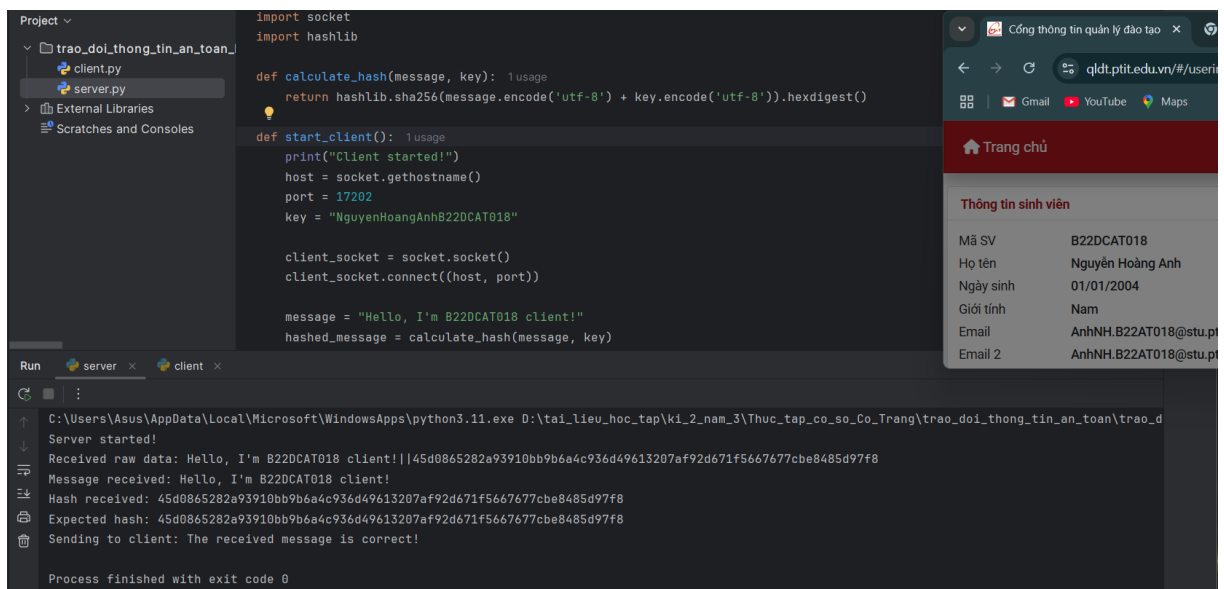 Project
trao_doi_thong_tin_an_toan_
client.py
server.py
External Libraries
Scratches and Consoles
import socket
import hashlib
def calculate_hash(message, key): 1 usage
return hashlib.sha256(message.encode('utf-8') + key.encode('utf-8')).hexdigest()
def start_client(): 1 usage
print("Client started!")
host = socket.gethostname()
port = 17202
key = "NguyenHoangAnhB22DCAT018"
client_socket = socket.socket()
client_socket.connect((host, port))
message = "Hello, I'm B22DCAT018 client!"
hashed_message = calculate_hash(message, key)
Cổng thông tin quản lý đào tạo
qldt.ptit.edu.vn/#/userin
Gmail YouTube Maps
Trang chủ
Thông tin sinh viên
Mã SV B22DCAT018
Họ tên Nguyễn Hoàng Anh
Ngày sinh 01/01/2004
Giới tính Nam
Email AnhNH.B22AT018@stu.pt
Email 2 AnhNH.B22AT018@stu.pt
Run server client
C:\Users\Asus\AppData\Local\Microsoft\WindowsApps\python3.11.exe D:\tai_lieu_hoc_tap\ki_2_nam_3\Thuc_tap_co_so_Co_Trang\trao_doi_thong_tin_an_toan\trao_d
Server started!
Received raw data: Hello, I'm B22DCAT018 client!||45d0865282a93910bb9b6a4c936d49613207af92d671f5667677cbe8485d97f8
Message received: Hello, I'm B22DCAT018 client!
Hash received: 45d0865282a93910bb9b6a4c936d49613207af92d671f5667677cbe8485d97f8
Expected hash: 45d0865282a93910bb9b6a4c936d49613207af92d671f5667677cbe8485d97f8
Sending to client: The received message is correct!
Process finished with exit code 0